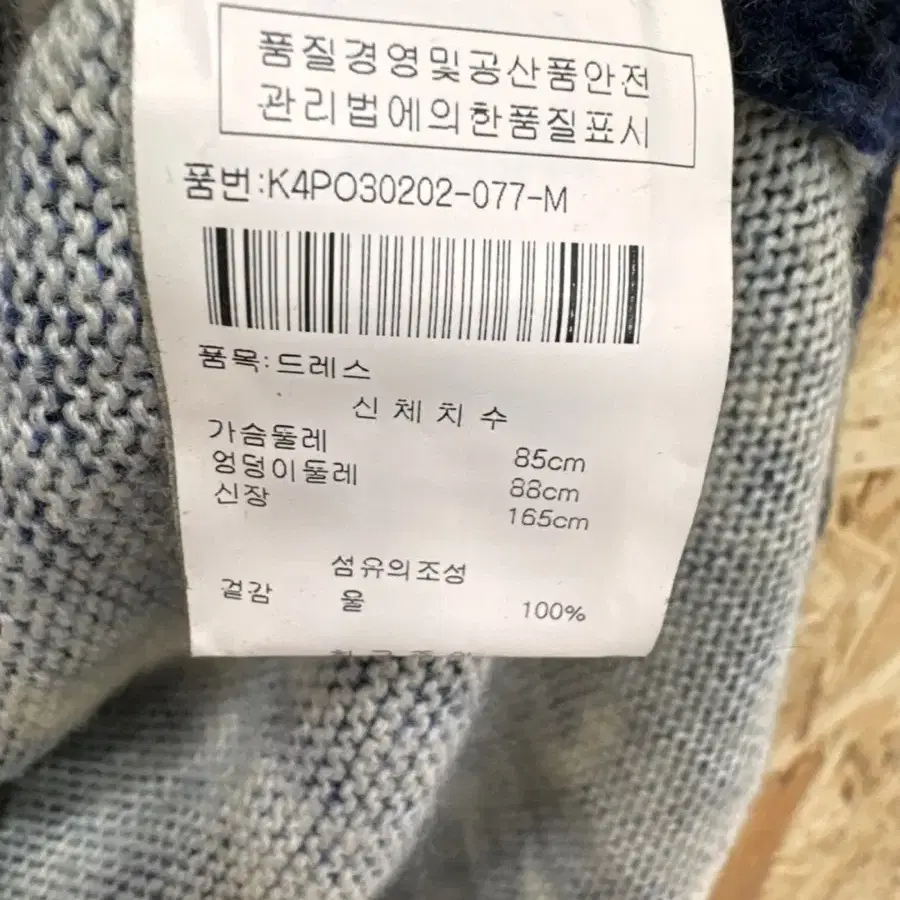 품질경영및공산품안전
관리법에의한품질표시
품번:K4PO30202-077-M
품목:드레스
신체치수
가슴둘레 85cm
엉덩이둘레 88cm
신장 165cm
섬유의조성
겉감 울 100%